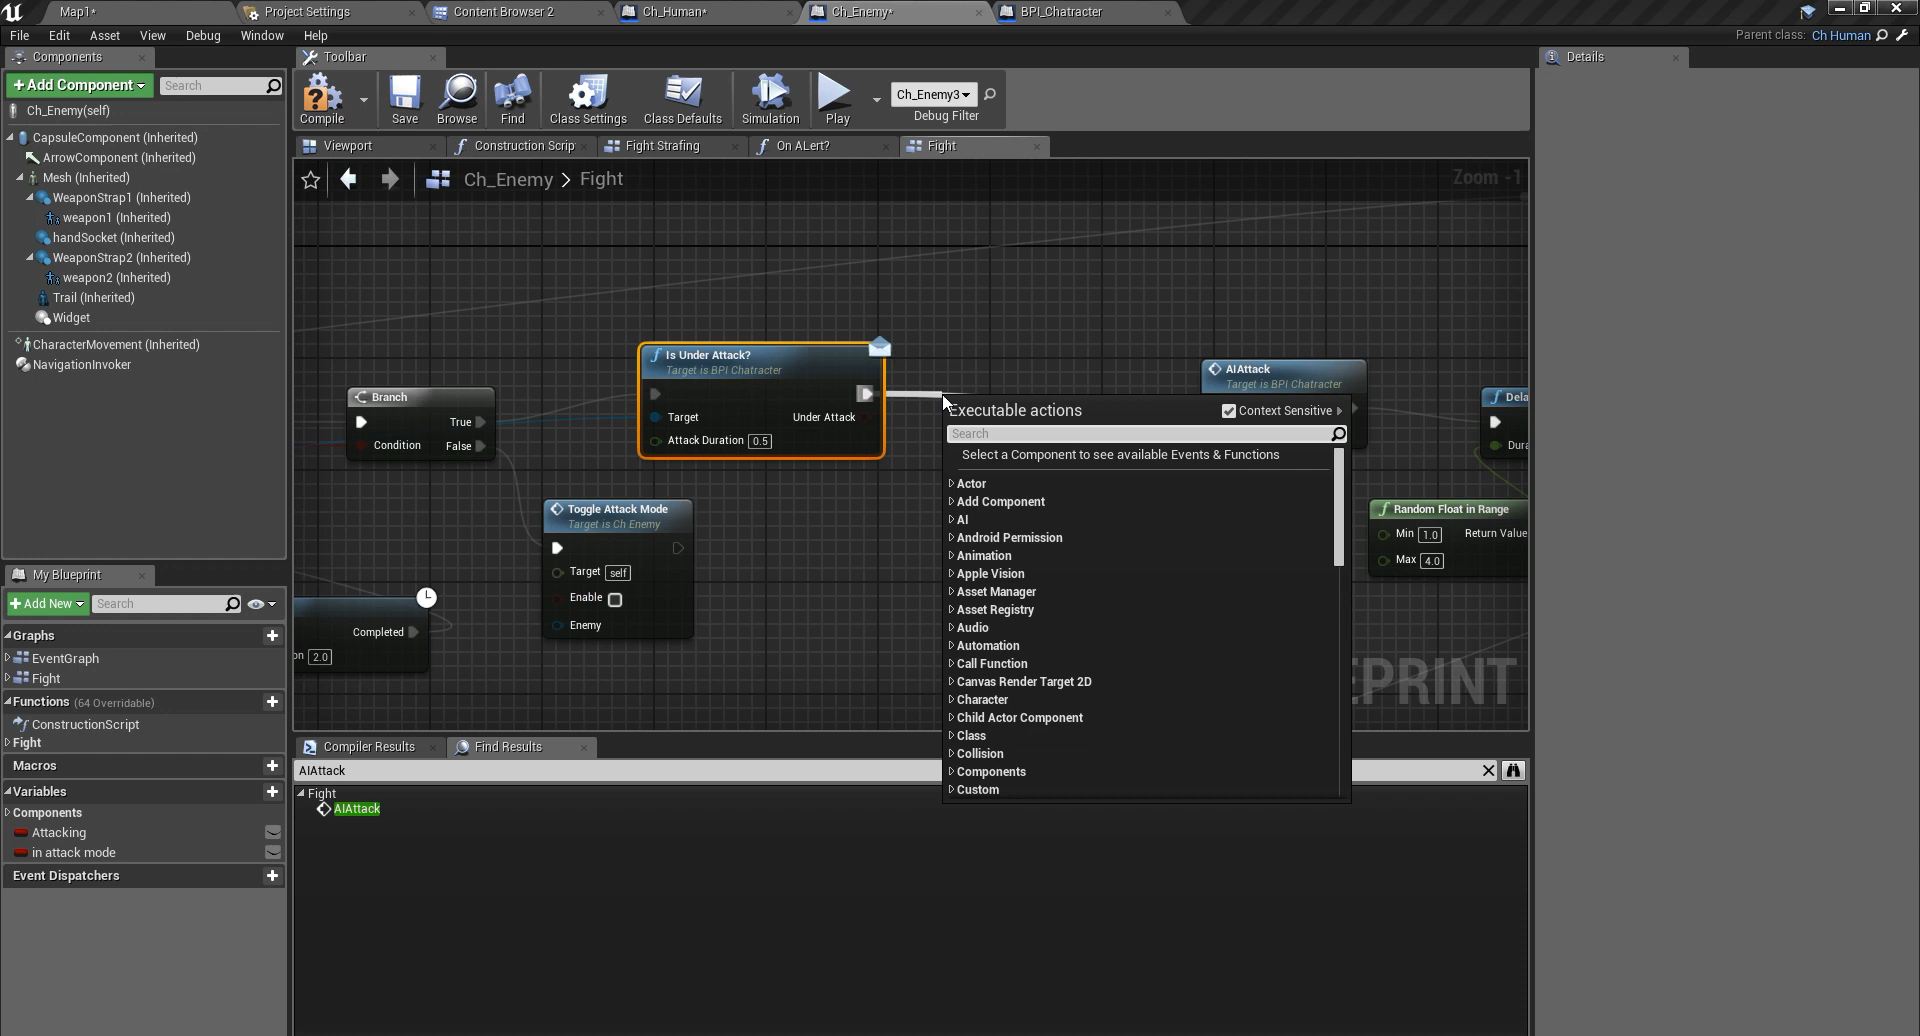 Map1*
Project Settings
Content Browser 2
Ch_Human*
Ch_Enemy*
BPI_Chatracter
File Edit Asset View Debug Window Help
Parent class: Ch Human
Components
Toolbar
Details
Add Component
Search
Ch_Enemy(self)
CapsuleComponent (Inherited)
ArrowComponent (Inherited)
Mesh (Inherited)
WeaponStrap1 (Inherited)
weapon1 (Inherited)
handSocket (Inherited)
WeaponStrap2 (Inherited)
weapon2 (Inherited)
Trail (Inherited)
Widget
CharacterMovement (Inherited)
NavigationInvoker
Compile
Save
Browse
Find
Class Settings
Class Defaults
Simulation
Play
Ch_Enemy3
Debug Filter
Viewport
Construction Scrip
Fight Strafing
On ALert?
Fight
Ch_Enemy > Fight
Zoom -1
Branch
True
Condition False
Is Under Attack?
Target is BPI Chatracter
Target Under Attack
Attack Duration 0.5
AIAttack
Target is BPI Chatracter
Dela
Dura
Random Float in Range
Min 1.0 Return Value
Max 4.0
Toggle Attack Mode
Target is Ch Enemy
Target self
Enable
Enemy
Completed
on 2.0
EPRINT
Executable actions
Context Sensitive
Search
Select a Component to see available Events & Functions
Actor
Add Component
AI
Android Permission
Animation
Apple Vision
Asset Manager
Asset Registry
Audio
Automation
Call Function
Canvas Render Target 2D
Character
Child Actor Component
Class
Collision
Components
Custom
My Blueprint
Add New
Search
Graphs
EventGraph
Fight
Functions (64 Overridable)
ConstructionScript
Fight
Macros
Variables
Components
Attacking
in attack mode
Event Dispatchers
Compiler Results
Find Results
AIAttack
Fight
AIAttack